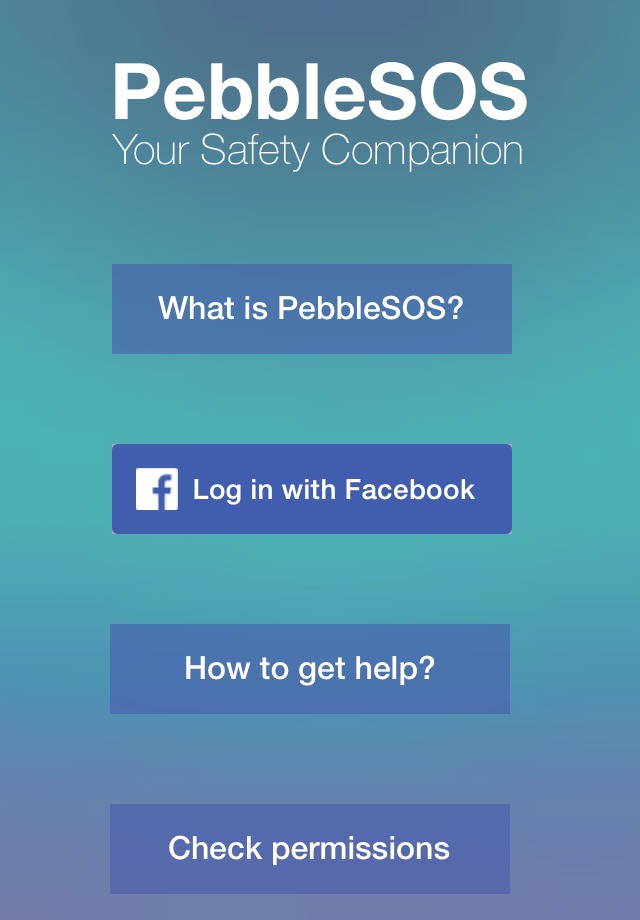 PebbleSOS
Your Safety Companion
What is PebbleSOS?
Log in with Facebook
How to get help?
Check permissions